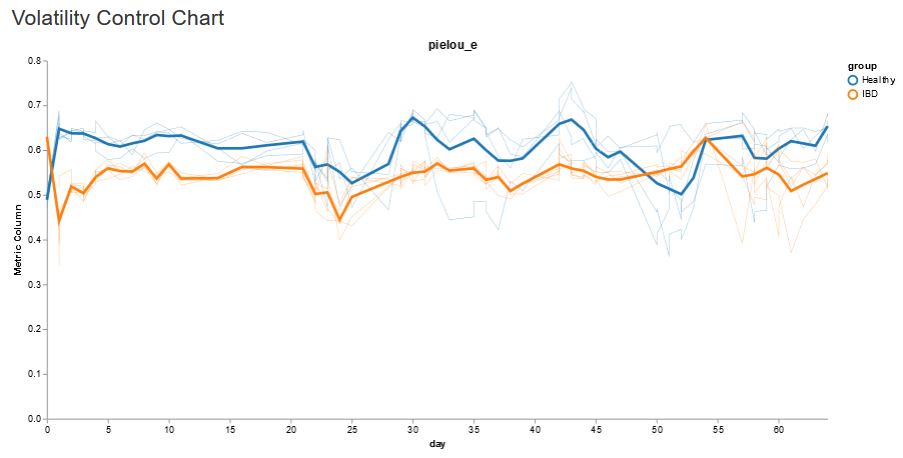 Volatility Control Chart
pielou_e
group
Healthy
IBD
0.8
0.7
0.6
0.5
0.4
0.3
0.2
0.1
0.0
Metric Column
0 5 10 15 20 25 30 35 40 45 50 55 60
day